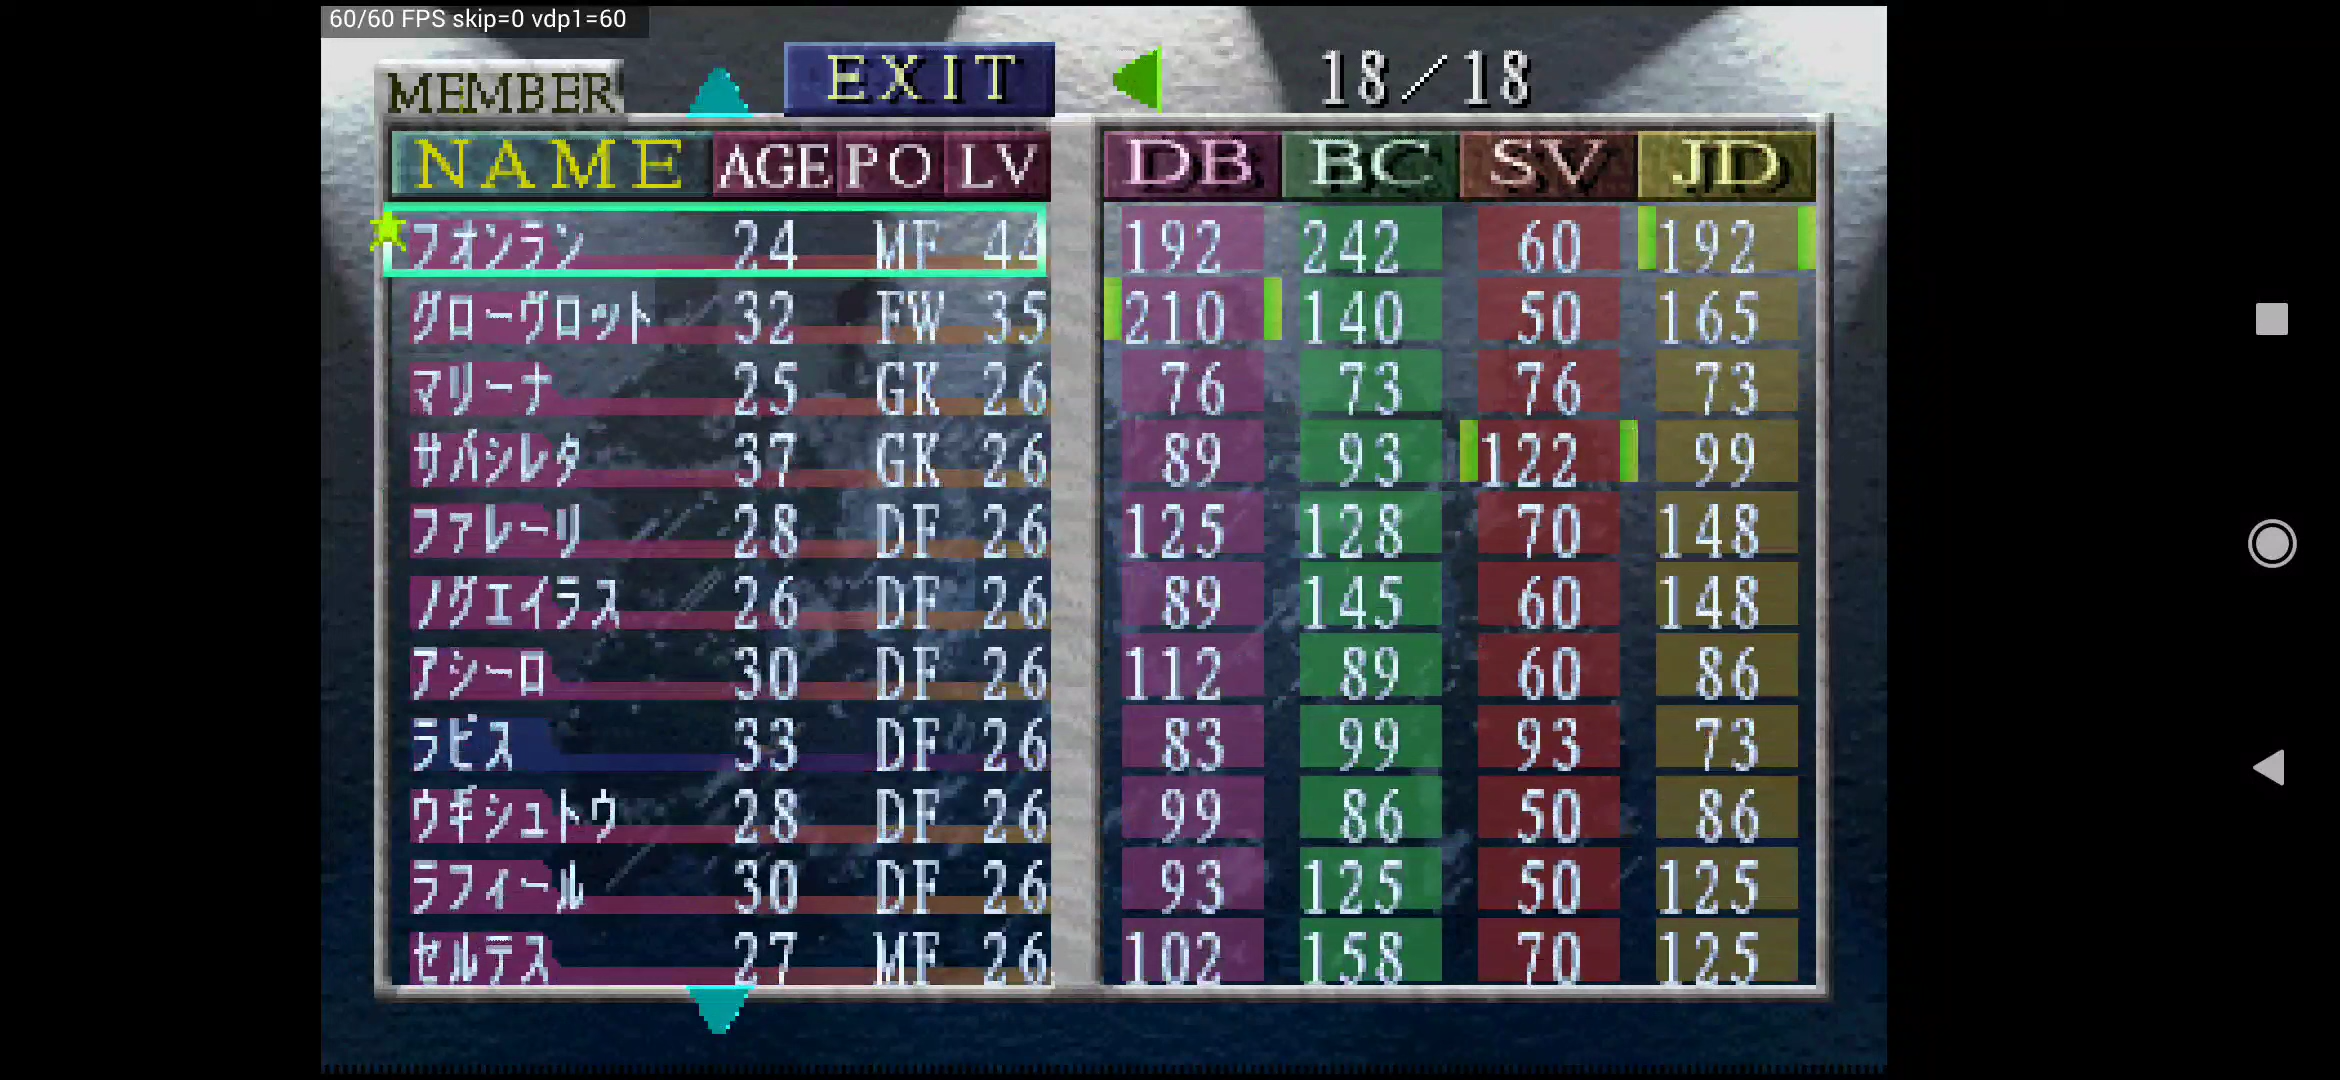 60/60 FPS skip=0 vdp1=60
MEMBER EXIT 18/18
NAME AGE PO LV DB BC SV JD
フォンラン 24 MF 44 192 242 60 192
グローグロット 32 FW 35 210 140 50 165
マリーナ 25 GK 26 76 73 76 73
サバシレタ 37 GK 26 89 93 122 99
ファレーリ 28 DF 26 125 128 70 148
ノグエイラス 26 DF 26 89 145 60 148
アシーロ 30 DF 26 112 89 60 86
ラビス 33 DF 26 83 99 93 73
ウギシュトウ 28 DF 26 99 86 50 86
ラフィール 30 DF 26 93 125 50 125
セルテス 27 MF 26 102 158 70 125